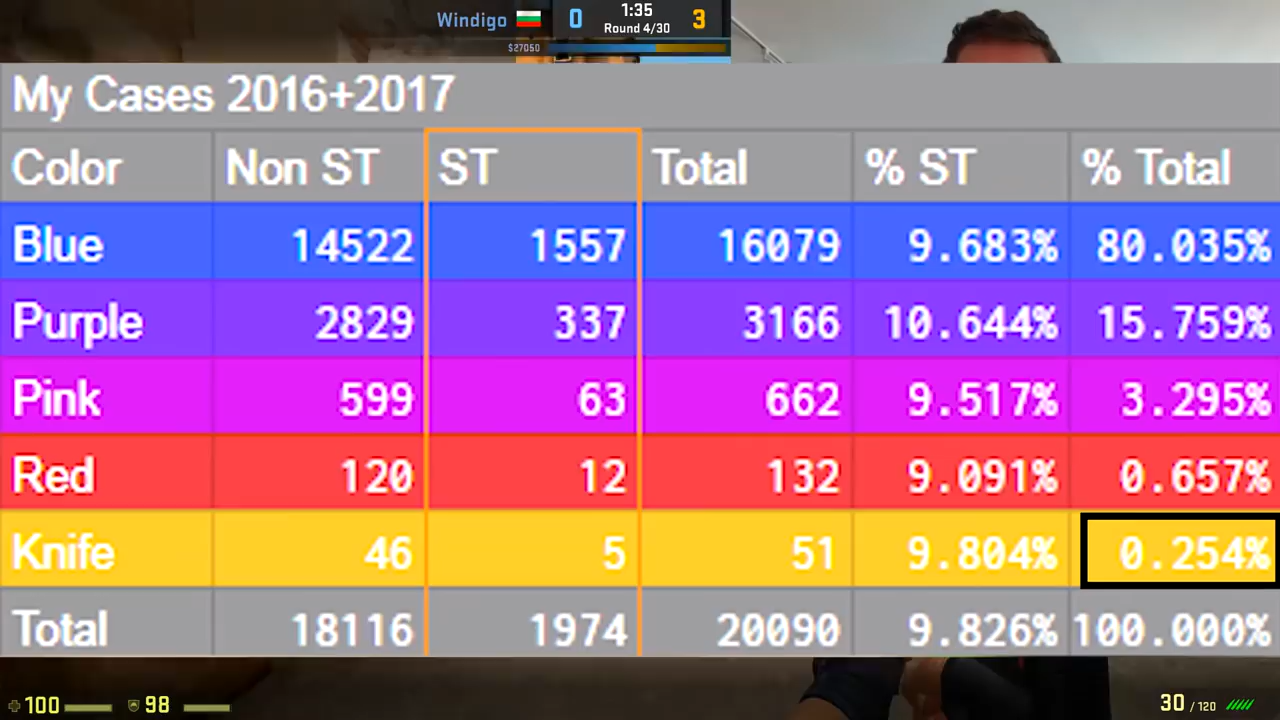 Windigo 0 1:35 3
Round 4/30
$27050
My Cases 2016+2017
Color Non ST ST Total % ST % Total
Blue 14522 1557 16079 9.683% 80.035%
Purple 2829 337 3166 10.644% 15.759%
Pink 599 63 662 9.517% 3.295%
Red 120 12 132 9.091% 0.657%
Knife 46 5 51 9.804% 0.254%
Total 18116 1974 20090 9.826% 100.000%
100 98 30 / 120